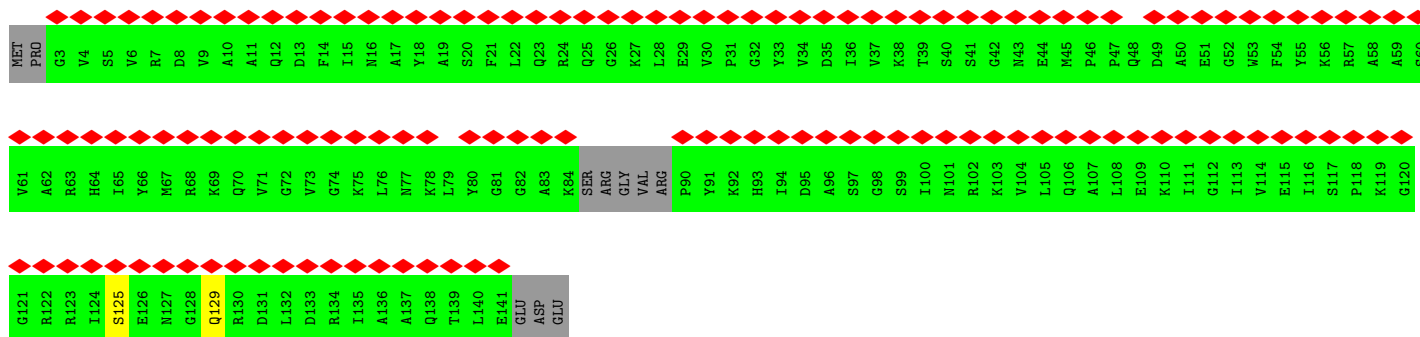 MET PRO G3 V4 S5 V6 R7 D8 V9 A10 A11 Q12 D13 F14 I15 N16 A17 Y18 A19 S20 F21 L22 Q23 R24 Q25 G26 K27 L28 E29 V30 P31 G32 Y33 V34 D35 I36 V37 K38 T39 S40 S41 G42 N43 E44 M45 P46 P47 Q48 D49 A50 E51 G52 W53 F54 Y55 K56 R57 A58 A59 S60
V61 A62 R63 H64 I65 Y66 M67 R68 K69 Q70 V71 G72 V73 G74 K75 L76 N77 K78 L79 Y80 G81 G82 A83 K84 SER ARG GLY VAL ARG P90 Y91 K92 H93 I94 D95 A96 S97 G98 S99 I100 N101 R102 K103 V104 L105 Q106 A107 L108 E109 K110 I111 G112 I113 V114 E115 I116 S117 P118 K119 G120
G121 R122 R123 I124 S125 E126 N127 G128 Q129 R130 D131 L132 D133 R134 I135 A136 A137 Q138 T139 L140 E141 GLU ASP GLU